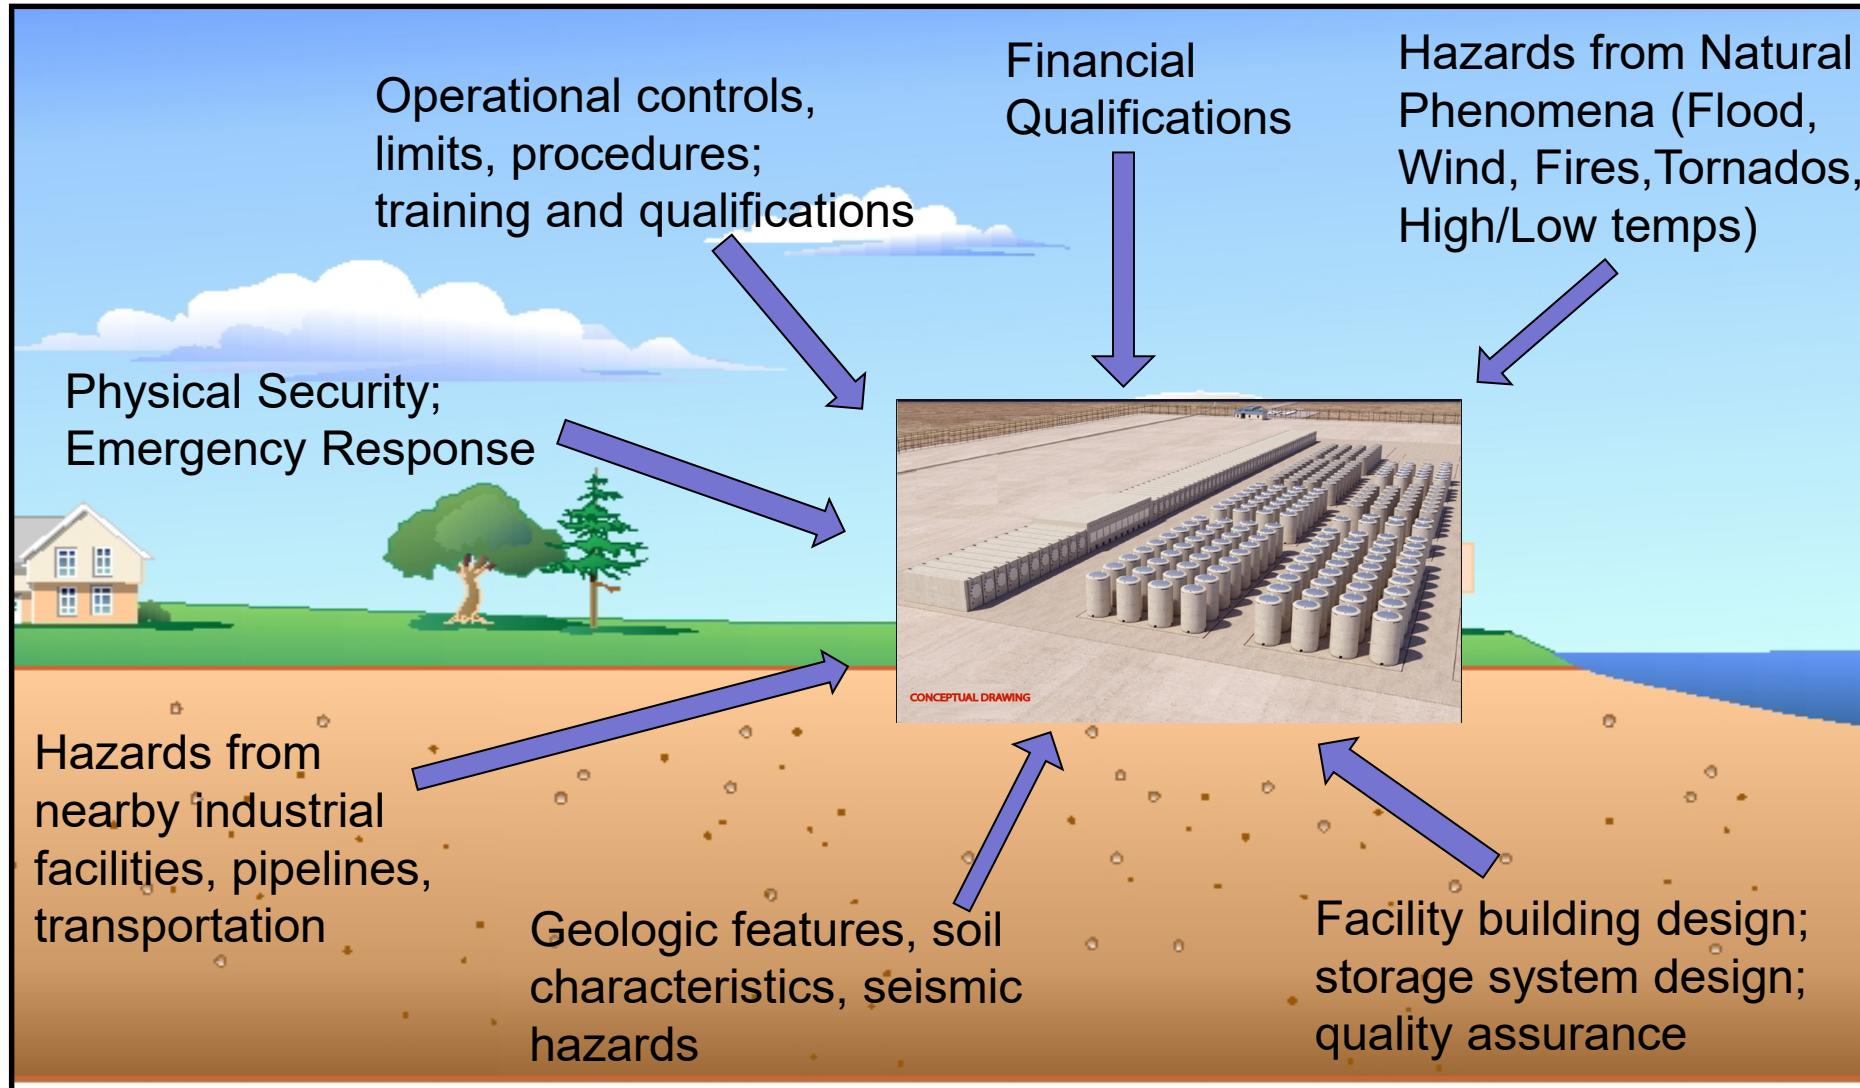 Operational controls,
limits, procedures;
training and qualifications
Financial
Qualifications
Hazards from Natural
Phenomena (Flood,
Wind, Fires,Tornados,
High/Low temps)
Physical Security;
Emergency Response
CONCEPTUAL DRAWING
Hazards from
nearby industrial
facilities, pipelines,
transportation
Geologic features, soil
characteristics, seismic
hazards
Facility building design;
storage system design;
quality assurance